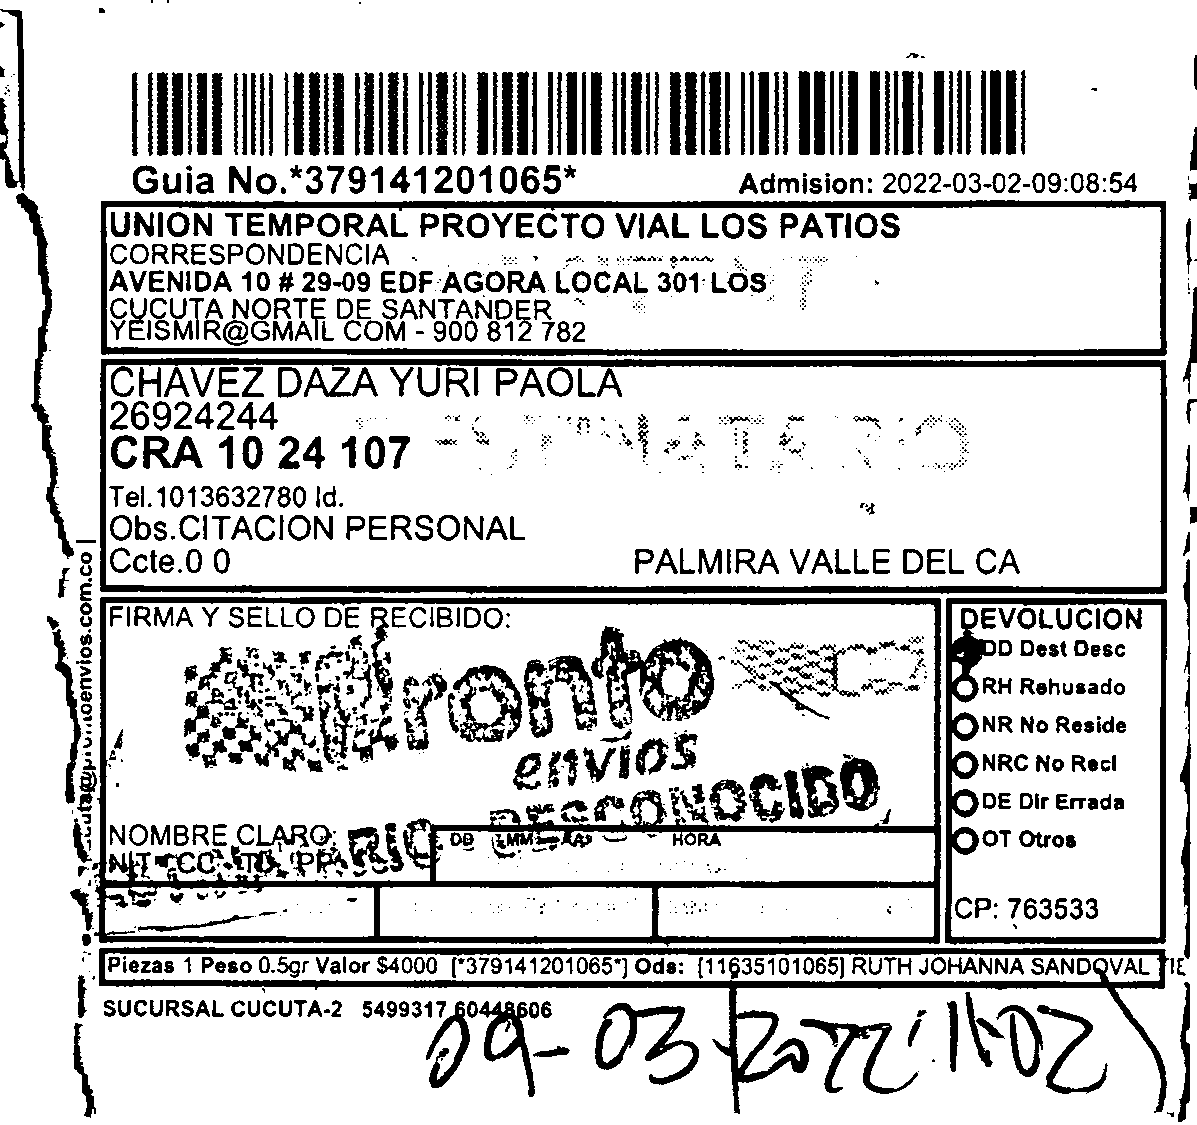 Guia No.*379141201065*
Admision: 2022-03-02-09:08:54
UNION TEMPORAL PROYECTO VIAL LOS PATIOS
CORRESPONDENCIA
AVENIDA 10 # 29-09 EDF AGORA LOCAL 301 LOS
CUCUTA NORTE DE SANTANDER
YEISMIR@GMAIL COM - 900 812 782
CHAVEZ DAZA YURI PAOLA
26924244
DESTINATARIO
CRA 10 24 107
Tel.1013632780 Id.
Obs.CITACION PERSONAL
Ccte.0 0
PALMIRA VALLE DEL CA
FIRMA Y SELLO DE RECIBIDO:
Pronto
envios
DESCONOCIDO
NOMBRE CLARO:
DD MM AA HORA
DEVOLUCION
DD Dest Desc
RH Rehusado
NR No Reside
NRC No Recl
DE Dir Errada
OT Otros
CP: 763533
Piezas 1 Peso 0.5gr Valor $4000 [*379141201065*] Ods: [11635101065] RUTH JOHANNA SANDOVAL
SUCURSAL CUCUTA-2 5499317 60448606
09-03-2022 11:02